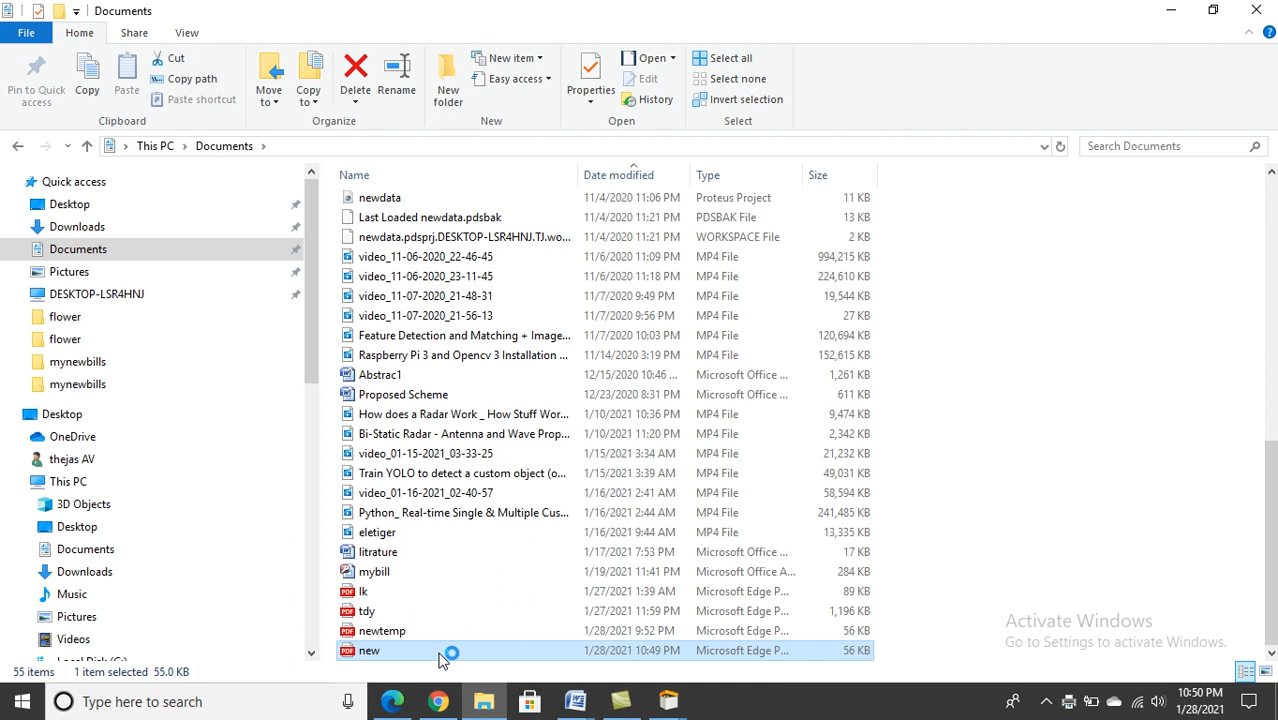 Documents
File Home Share View
Pin to Quick access
Copy
Paste
Cut
Copy path
Paste shortcut
Clipboard
Move to
Copy to
Delete
Rename
Organize
New folder
New item
Easy access
New
Properties
Open
Edit
History
Open
Select all
Select none
Invert selection
Select
This PC > Documents >
Search Documents
Quick access
Desktop
Downloads
Documents
Pictures
DESKTOP-LSR4HNJ
flower
flower
mynewbills
mynewbills
Desktop
OneDrive
thejas AV
This PC
3D Objects
Desktop
Documents
Downloads
Music
Pictures
Videos
Name Date modified Type Size
newdata 11/4/2020 11:06 PM Proteus Project 11 KB
Last Loaded newdata.pdsbak 11/4/2020 11:21 PM PDSBAK File 13 KB
newdata.pdsprj.DESKTOP-LSR4HNJ.TJ.wo... 11/4/2020 11:21 PM WORKSPACE File 2 KB
video_11-06-2020_22-46-45 11/6/2020 11:09 PM MP4 File 994,215 KB
video_11-06-2020_23-11-45 11/6/2020 11:18 PM MP4 File 224,610 KB
video_11-07-2020_21-48-31 11/7/2020 9:49 PM MP4 File 19,544 KB
video_11-07-2020_21-56-13 11/7/2020 9:56 PM MP4 File 27 KB
Feature Detection and Matching + Image... 11/7/2020 10:03 PM MP4 File 120,694 KB
Raspberry Pi 3 and Opencv 3 Installation ... 11/14/2020 3:19 PM MP4 File 152,615 KB
Abstrac1 12/15/2020 10:46 ... Microsoft Office ... 1,261 KB
Proposed Scheme 12/23/2020 8:31 PM Microsoft Office ... 611 KB
How does a Radar Work _ How Stuff Wor... 1/10/2021 10:36 PM MP4 File 9,474 KB
Bi-Static Radar - Antenna and Wave Prop... 1/10/2021 11:20 PM MP4 File 2,342 KB
video_01-15-2021_03-33-25 1/15/2021 3:34 AM MP4 File 21,232 KB
Train YOLO to detect a custom object (o... 1/15/2021 3:39 AM MP4 File 49,031 KB
video_01-16-2021_02-40-57 1/16/2021 2:41 AM MP4 File 58,594 KB
Python_ Real-time Single & Multiple Cus... 1/16/2021 2:44 AM MP4 File 241,485 KB
eletiger 1/16/2021 9:44 AM MP4 File 13,335 KB
litrature 1/17/2021 7:53 PM Microsoft Office ... 17 KB
mybill 1/19/2021 11:41 PM Microsoft Office A... 284 KB
lk 1/27/2021 1:39 AM Microsoft Edge P... 89 KB
tdy 1/27/2021 11:59 PM Microsoft Edge P... 1,196 KB
newtemp 1/28/2021 9:52 PM Microsoft Edge P... 56 KB
new 1/28/2021 10:49 PM Microsoft Edge P... 56 KB
Activate Windows
Go to Settings to activate Windows.
55 items 1 item selected 55.0 KB
Type here to search
10:50 PM
1/28/2021